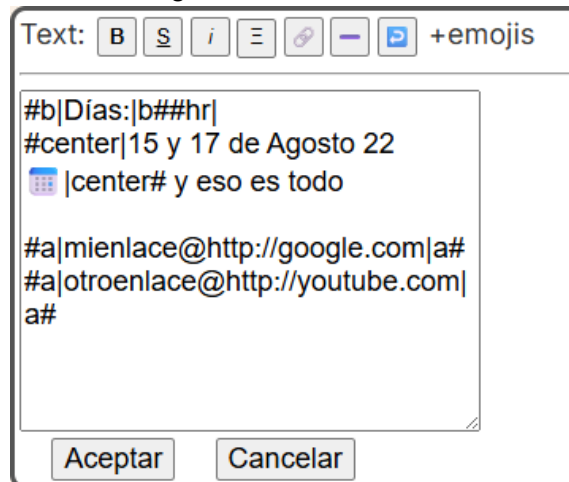 Text: B S i Ξ +emojis
#b|Días:|b##hr|
#center|15 y 17 de Agosto 22
|center# y eso es todo
#a|mienlace@http://google.com|a#
#a|otroenlace@http://youtube.com|
a#
Aceptar Cancelar